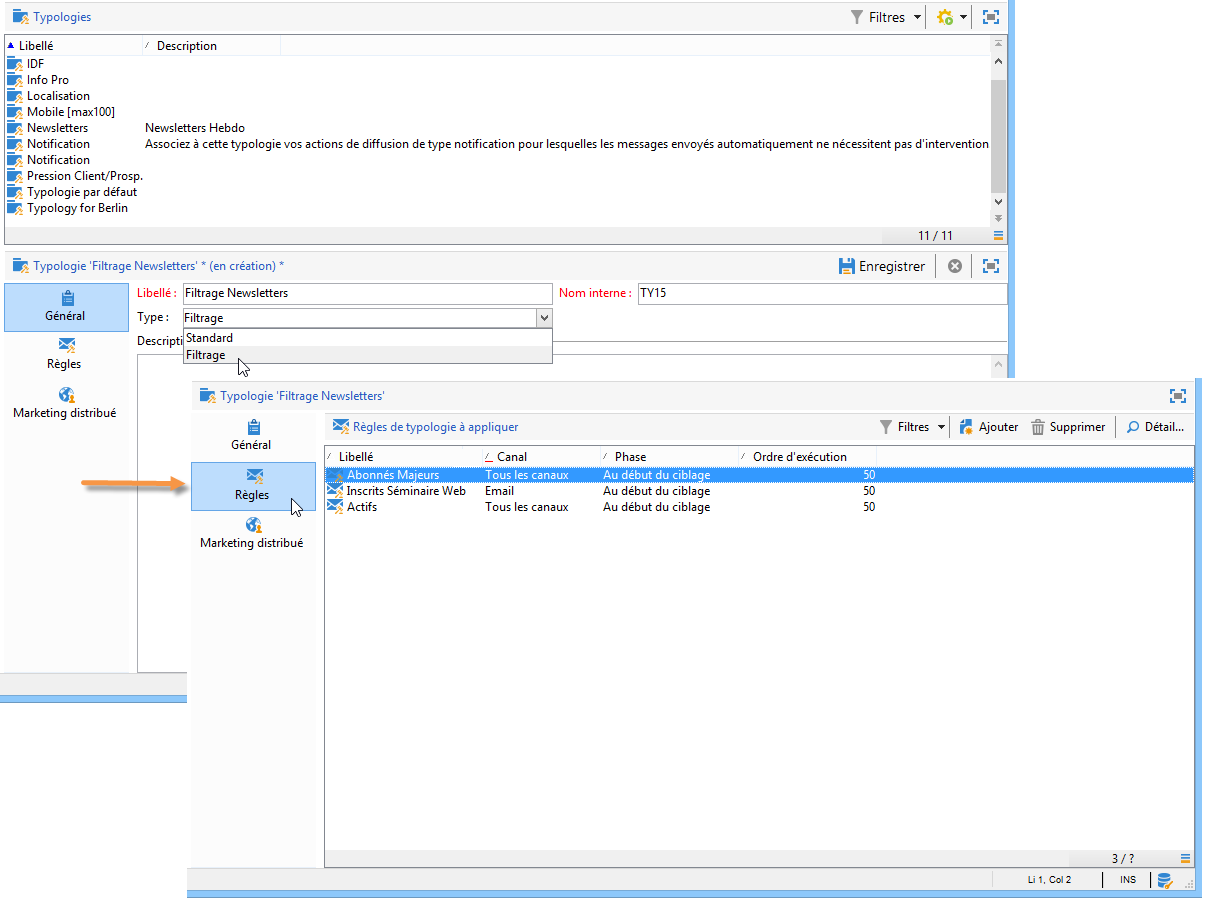 Typologies
Filtres
Libellé
Description
IDF
Info Pro
Localisation
Mobile [max100]
Newsletters Newsletters Hebdo
Notification Associez à cette typologie vos actions de diffusion de type notification pour lesquelles les messages envoyés automatiquement ne nécessitent pas d'intervention
Notification
Pression Client/Prosp.
Typologie par défaut
Typology for Berlin
11 / 11
Typologie 'Filtrage Newsletters' * (en création) *
Enregistrer
Général
Règles
Marketing distribué
Libellé : Filtrage Newsletters
Nom interne : TY15
Type : Filtrage
Standard
Filtrage
Descripti
Typologie 'Filtrage Newsletters'
Général
Règles
Marketing distribué
Règles de typologie à appliquer
Filtres
Ajouter
Supprimer
Détail...
Libellé Canal Phase Ordre d'exécution
Abonnés Majeurs Tous les canaux Au début du ciblage 50
Inscrits Séminaire Web Email Au début du ciblage 50
Actifs Tous les canaux Au début du ciblage 50
3 / ?
Li 1, Col 2
INS